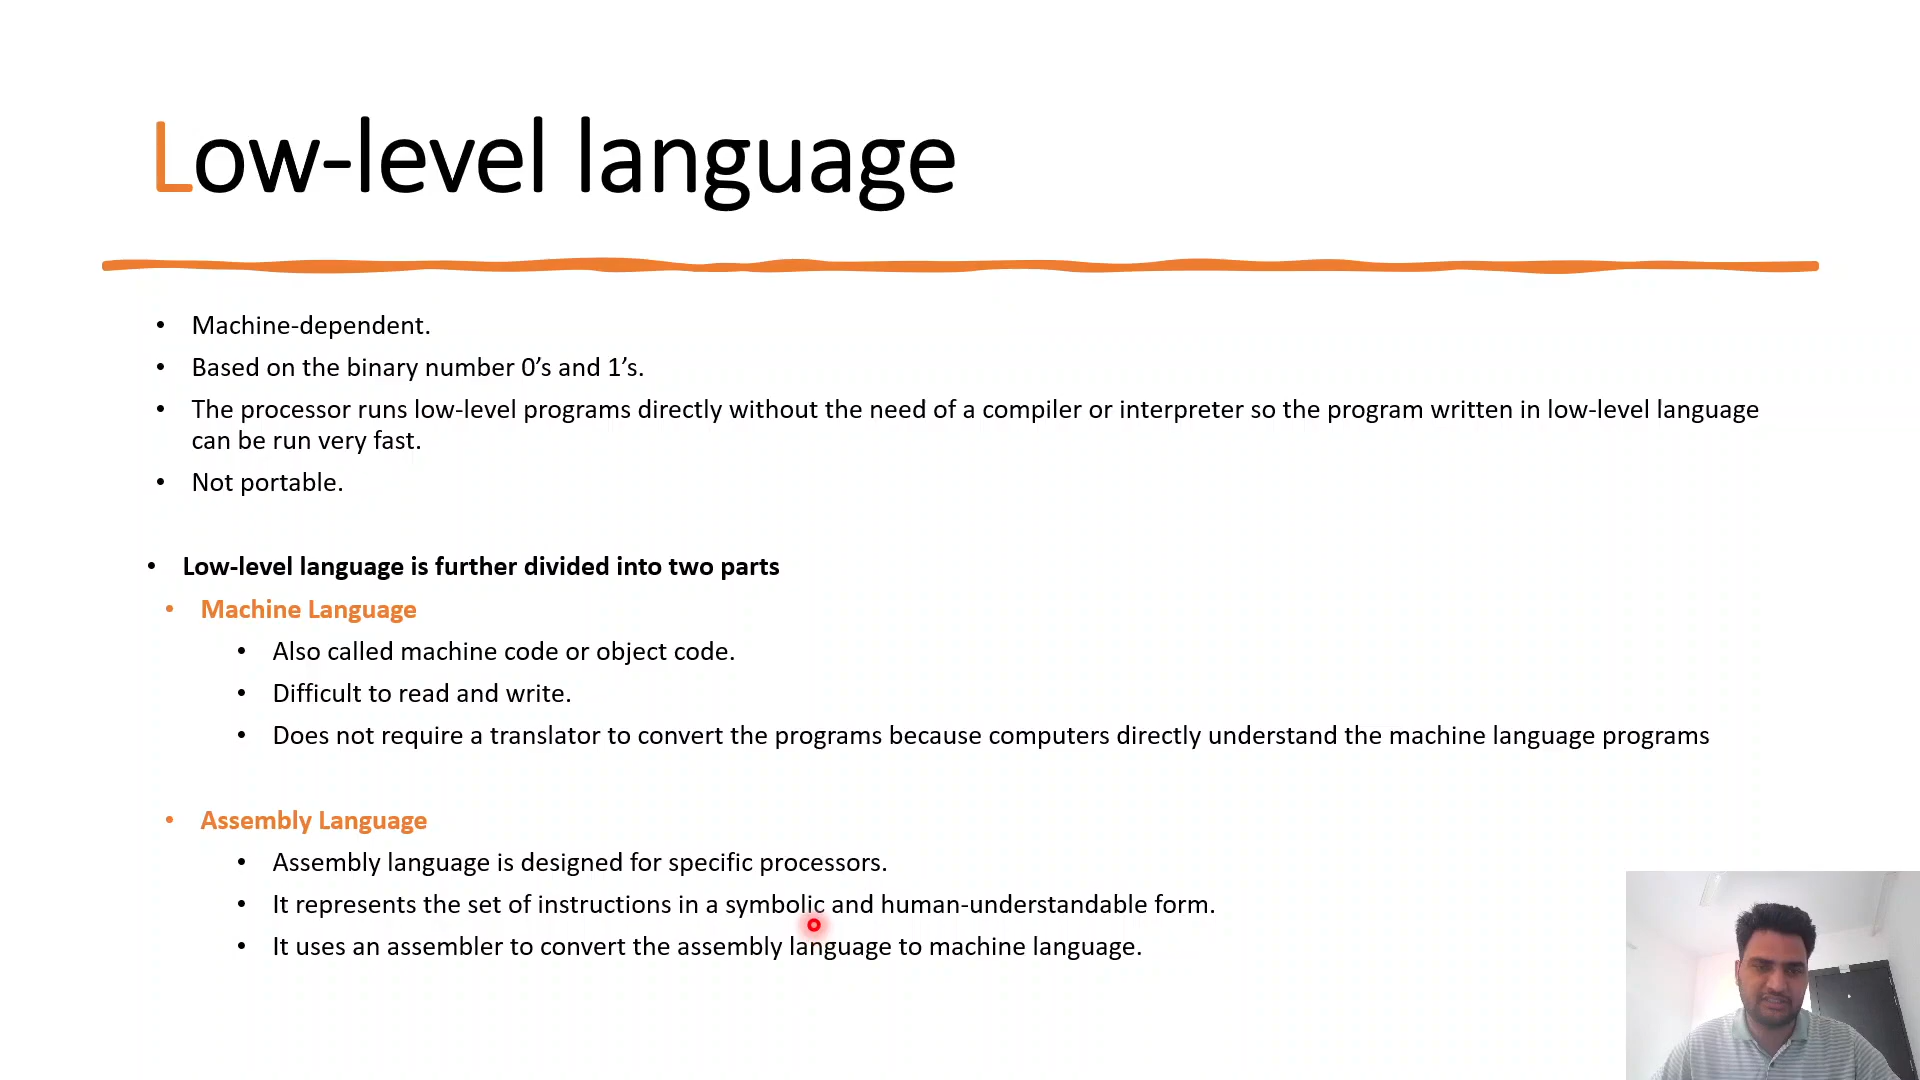 Low-level language
• Machine-dependent.
• Based on the binary number 0’s and 1’s.
• The processor runs low-level programs directly without the need of a compiler or interpreter so the program written in low-level language
can be run very fast.
• Not portable.
• Low-level language is further divided into two parts
• Machine Language
• Also called machine code or object code.
• Difficult to read and write.
• Does not require a translator to convert the programs because computers directly understand the machine language programs
• Assembly Language
• Assembly language is designed for specific processors.
• It represents the set of instructions in a symbolic and human-understandable form.
• It uses an assembler to convert the assembly language to machine language.